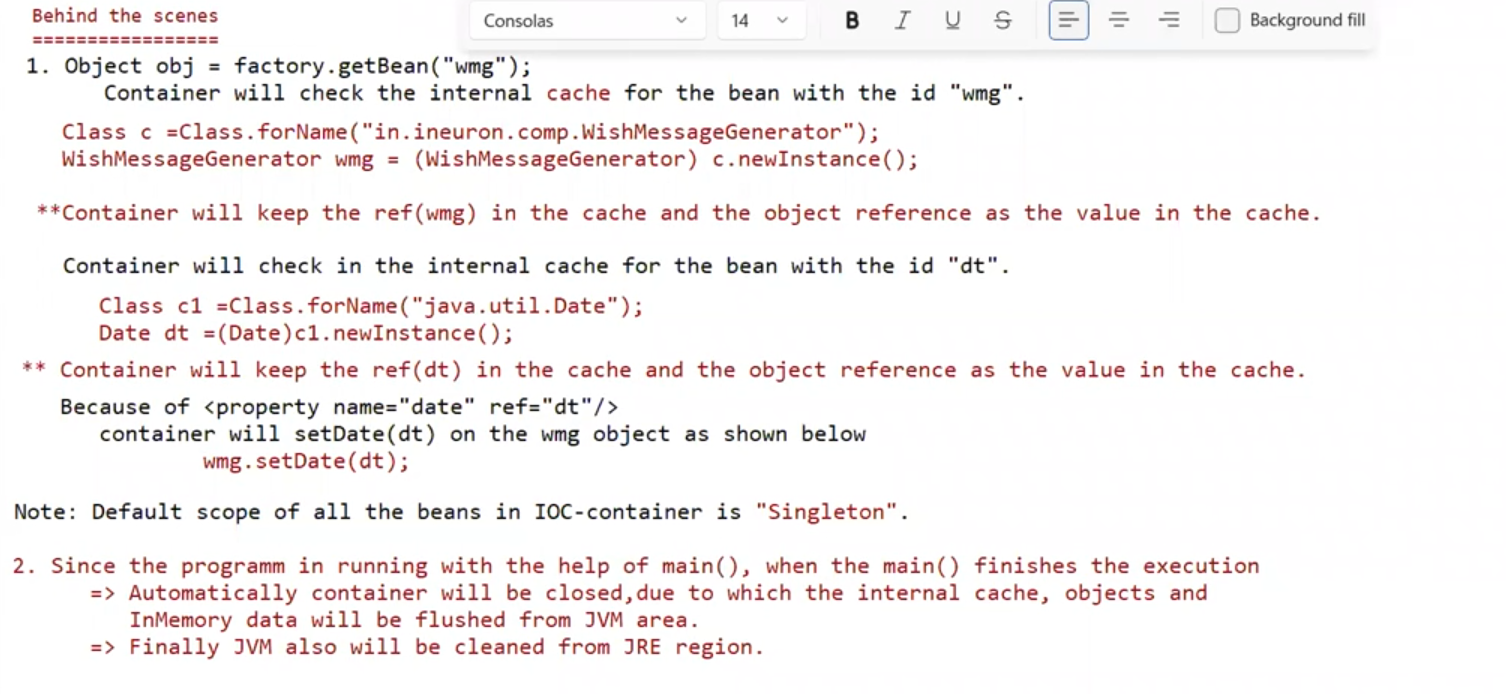 Behind the scenes
=================
Consolas 14 B I U S Background fill
1. Object obj = factory.getBean("wmg");
Container will check the internal cache for the bean with the id "wmg".
Class c =Class.forName("in.ineuron.comp.WishMessageGenerator");
WishMessageGenerator wmg = (WishMessageGenerator) c.newInstance();
**Container will keep the ref(wmg) in the cache and the object reference as the value in the cache.
Container will check in the internal cache for the bean with the id "dt".
Class c1 =Class.forName("java.util.Date");
Date dt =(Date)c1.newInstance();
** Container will keep the ref(dt) in the cache and the object reference as the value in the cache.
Because of <property name="date" ref="dt"/>
container will setDate(dt) on the wmg object as shown below
wmg.setDate(dt);
Note: Default scope of all the beans in IOC-container is "Singleton".
2. Since the programm in running with the help of main(), when the main() finishes the execution
=> Automatically container will be closed,due to which the internal cache, objects and
InMemory data will be flushed from JVM area.
=> Finally JVM also will be cleaned from JRE region.